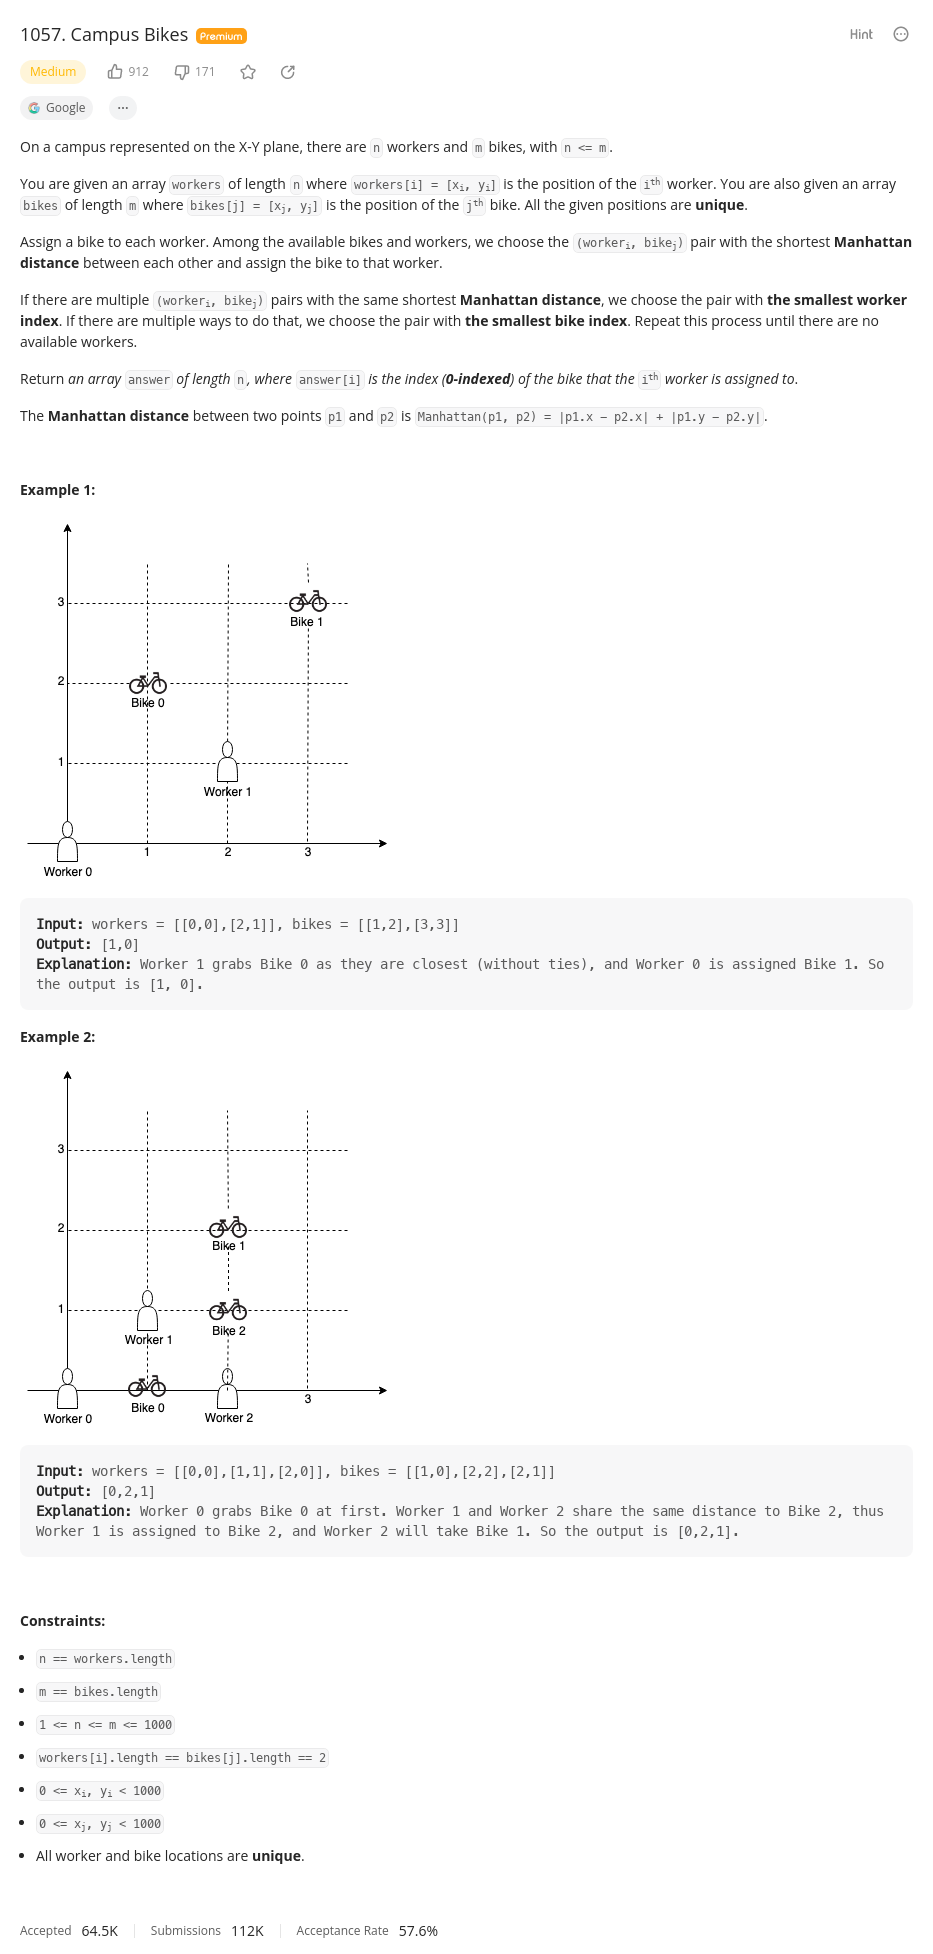 1057. Campus Bikes Premium Hint
Medium 912 171
Google ...
On a campus represented on the X-Y plane, there are n workers and m bikes, with n <= m.
You are given an array workers of length n where workers[i] = [xi, yi] is the position of the ith worker. You are also given an array
bikes of length m where bikes[j] = [xj, yj] is the position of the jth bike. All the given positions are unique.
Assign a bike to each worker. Among the available bikes and workers, we choose the (workeri, bikej) pair with the shortest Manhattan
distance between each other and assign the bike to that worker.
If there are multiple (workeri, bikej) pairs with the same shortest Manhattan distance, we choose the pair with the smallest worker
index. If there are multiple ways to do that, we choose the pair with the smallest bike index. Repeat this process until there are no
available workers.
Return an array answer of length n, where answer[i] is the index (0-indexed) of the bike that the ith worker is assigned to.
The Manhattan distance between two points p1 and p2 is Manhattan(p1, p2) = |p1.x - p2.x| + |p1.y - p2.y|.
Example 1:
3
Bike 1
2
Bike 0
1
Worker 1
1 2 3
Worker 0
Input: workers = [[0,0],[2,1]], bikes = [[1,2],[3,3]]
Output: [1,0]
Explanation: Worker 1 grabs Bike 0 as they are closest (without ties), and Worker 0 is assigned Bike 1. So
the output is [1, 0].
Example 2:
3
2
Bike 1
1
Bike 2
Worker 1
3
Bike 0
Worker 0 Worker 2
Input: workers = [[0,0],[1,1],[2,0]], bikes = [[1,0],[2,2],[2,1]]
Output: [0,2,1]
Explanation: Worker 0 grabs Bike 0 at first. Worker 1 and Worker 2 share the same distance to Bike 2, thus
Worker 1 is assigned to Bike 2, and Worker 2 will take Bike 1. So the output is [0,2,1].
Constraints:
n == workers.length
m == bikes.length
1 <= n <= m <= 1000
workers[i].length == bikes[j].length == 2
0 <= xi, yi < 1000
0 <= xj, yj < 1000
All worker and bike locations are unique.
Accepted 64.5K Submissions 112K Acceptance Rate 57.6%